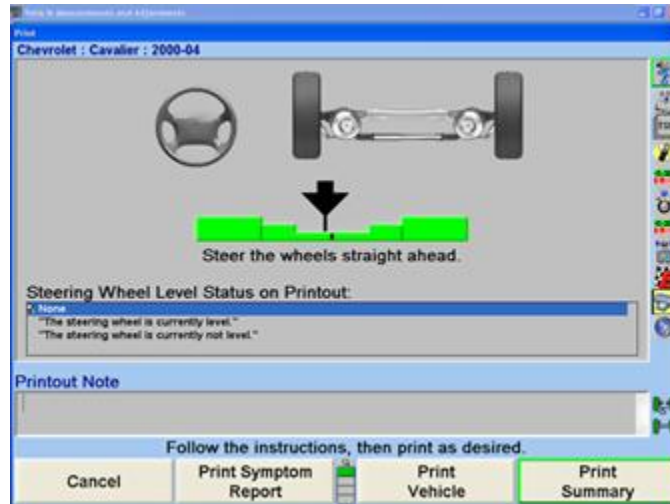 Print
Chevrolet : Cavalier : 2000-04
Steer the wheels straight ahead.
Steering Wheel Level Status on Printout:
None
"The steering wheel is currently level."
"The steering wheel is currently not level."
Printout Note
Follow the instructions, then print as desired.
Cancel
Print Symptom Report
Print Vehicle
Print Summary